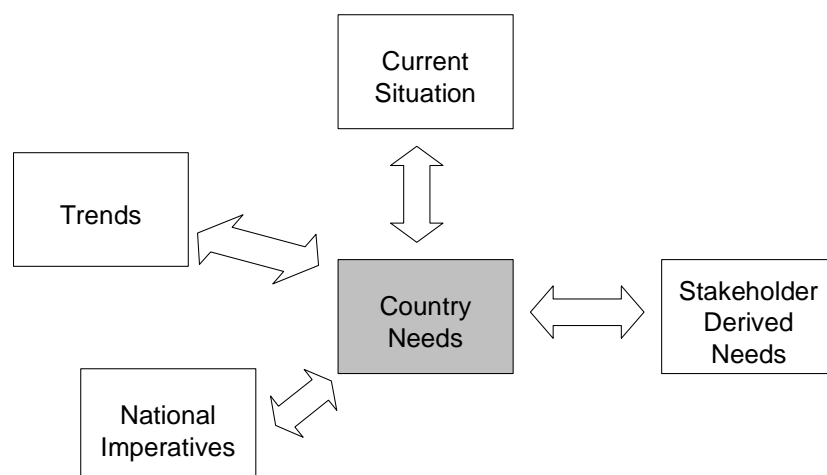 Current
Situation
Trends
Country
Needs
Stakeholder
Derived
Needs
National
Imperatives